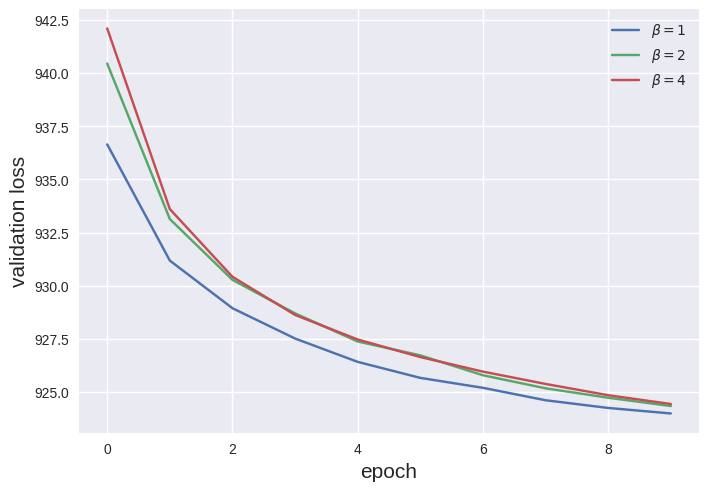 942.5
940.0
937.5
935.0
932.5
930.0
927.5
925.0
validation loss
0
2
4
6
8
epoch
β = 1
β = 2
β = 4